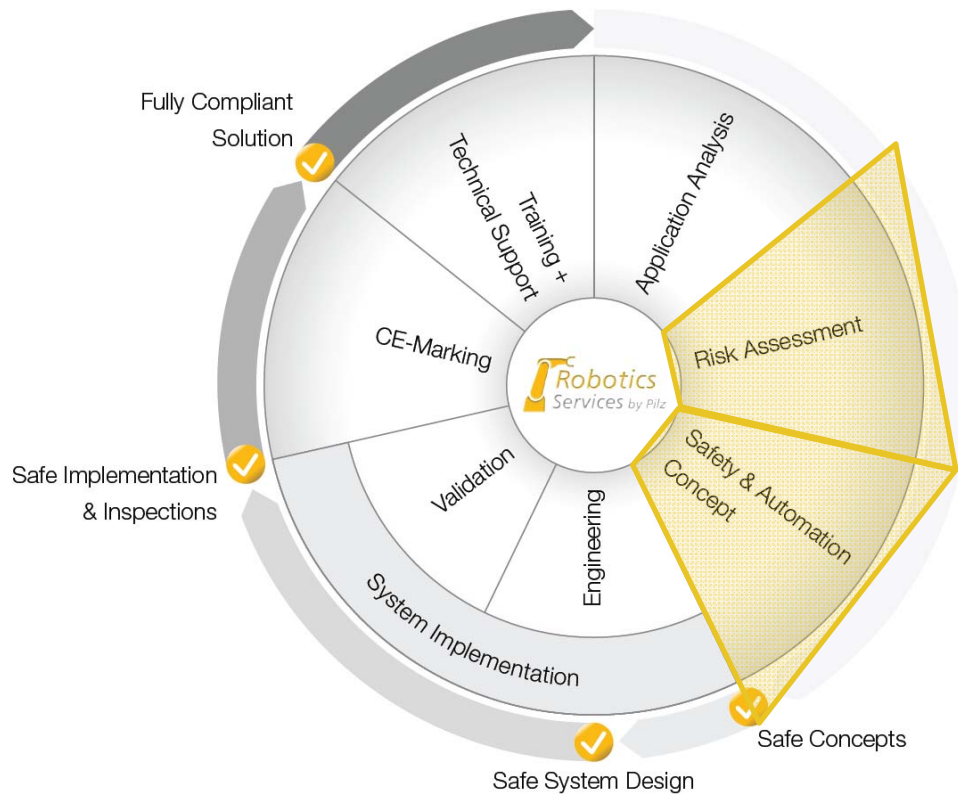 Fully Compliant
Solution
Technical Support
Training +
Application Analysis
CE-Marking
Risk Assessment
Robotics
Services by Pilz
Safety & Automation
Concept
Validation
Engineering
Safe Implementation
& Inspections
System Implementation
Safe Concepts
Safe System Design